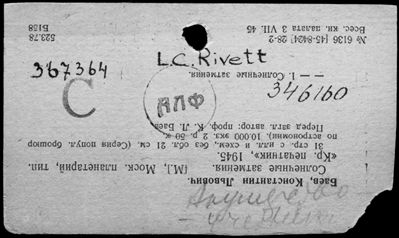 L.C. Rivett
367364
346160
С
АЛФ
Баев, Константин Львович.
Солнечные затмения. [М.], Моск. планетарий, тип.
«Кр. печатник», 1945.
31 стр. с илл. и схем., без обл. 21 см. (Серия попул. брошюр
по астрономии). 10.000 экз. 2 р. 50 к.
Перед загл. автор: проф. К. Л. Баев.
— — 1. Солнечные затмения.
№ 6136 [45-8424] 28-2
Всес. кн. палата 3 VII. 45
523.78
Б158